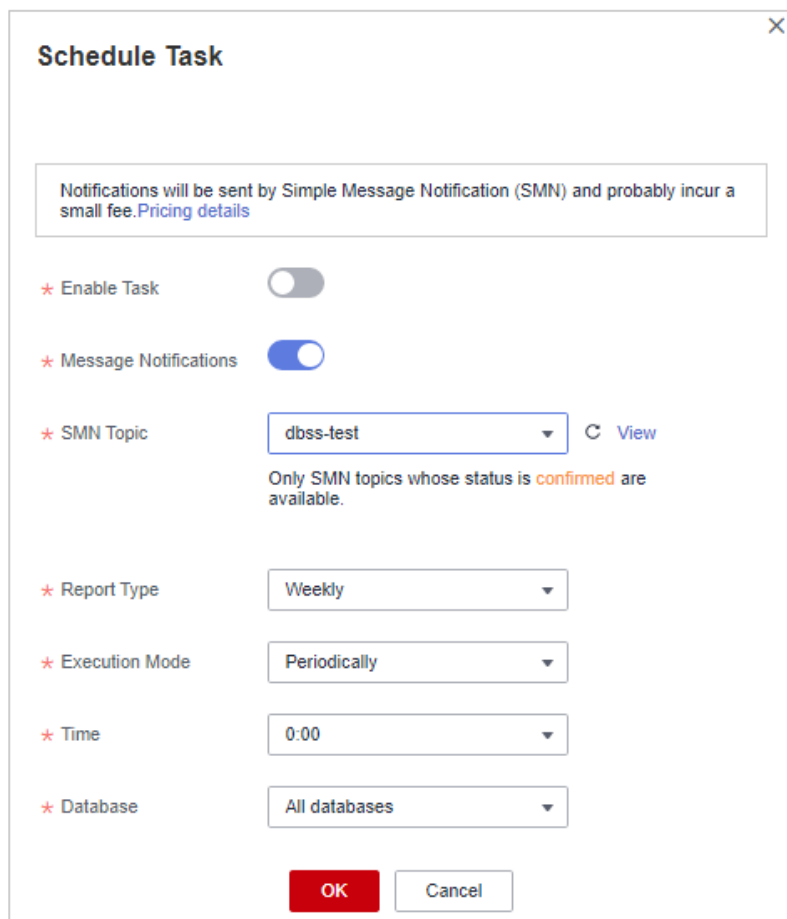 Schedule Task
Notifications will be sent by Simple Message Notification (SMN) and probably incur a
small fee.Pricing details
* Enable Task
* Message Notifications
* SMN Topic dbss-test View
Only SMN topics whose status is confirmed are
available.
* Report Type Weekly
* Execution Mode Periodically
* Time 0:00
* Database All databases
OK Cancel